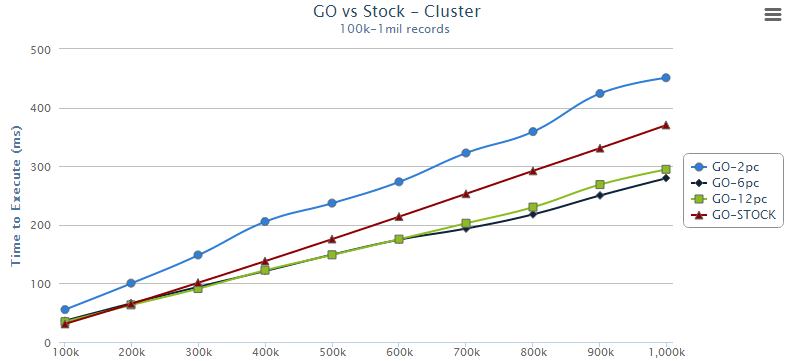 GO vs Stock - Cluster
100k-1mil records
Time to Execute (ms)
500
400
300
200
100
0
100k 200k 300k 400k 500k 600k 700k 800k 900k 1,000k
GO-2pc
GO-6pc
GO-12pc
GO-STOCK